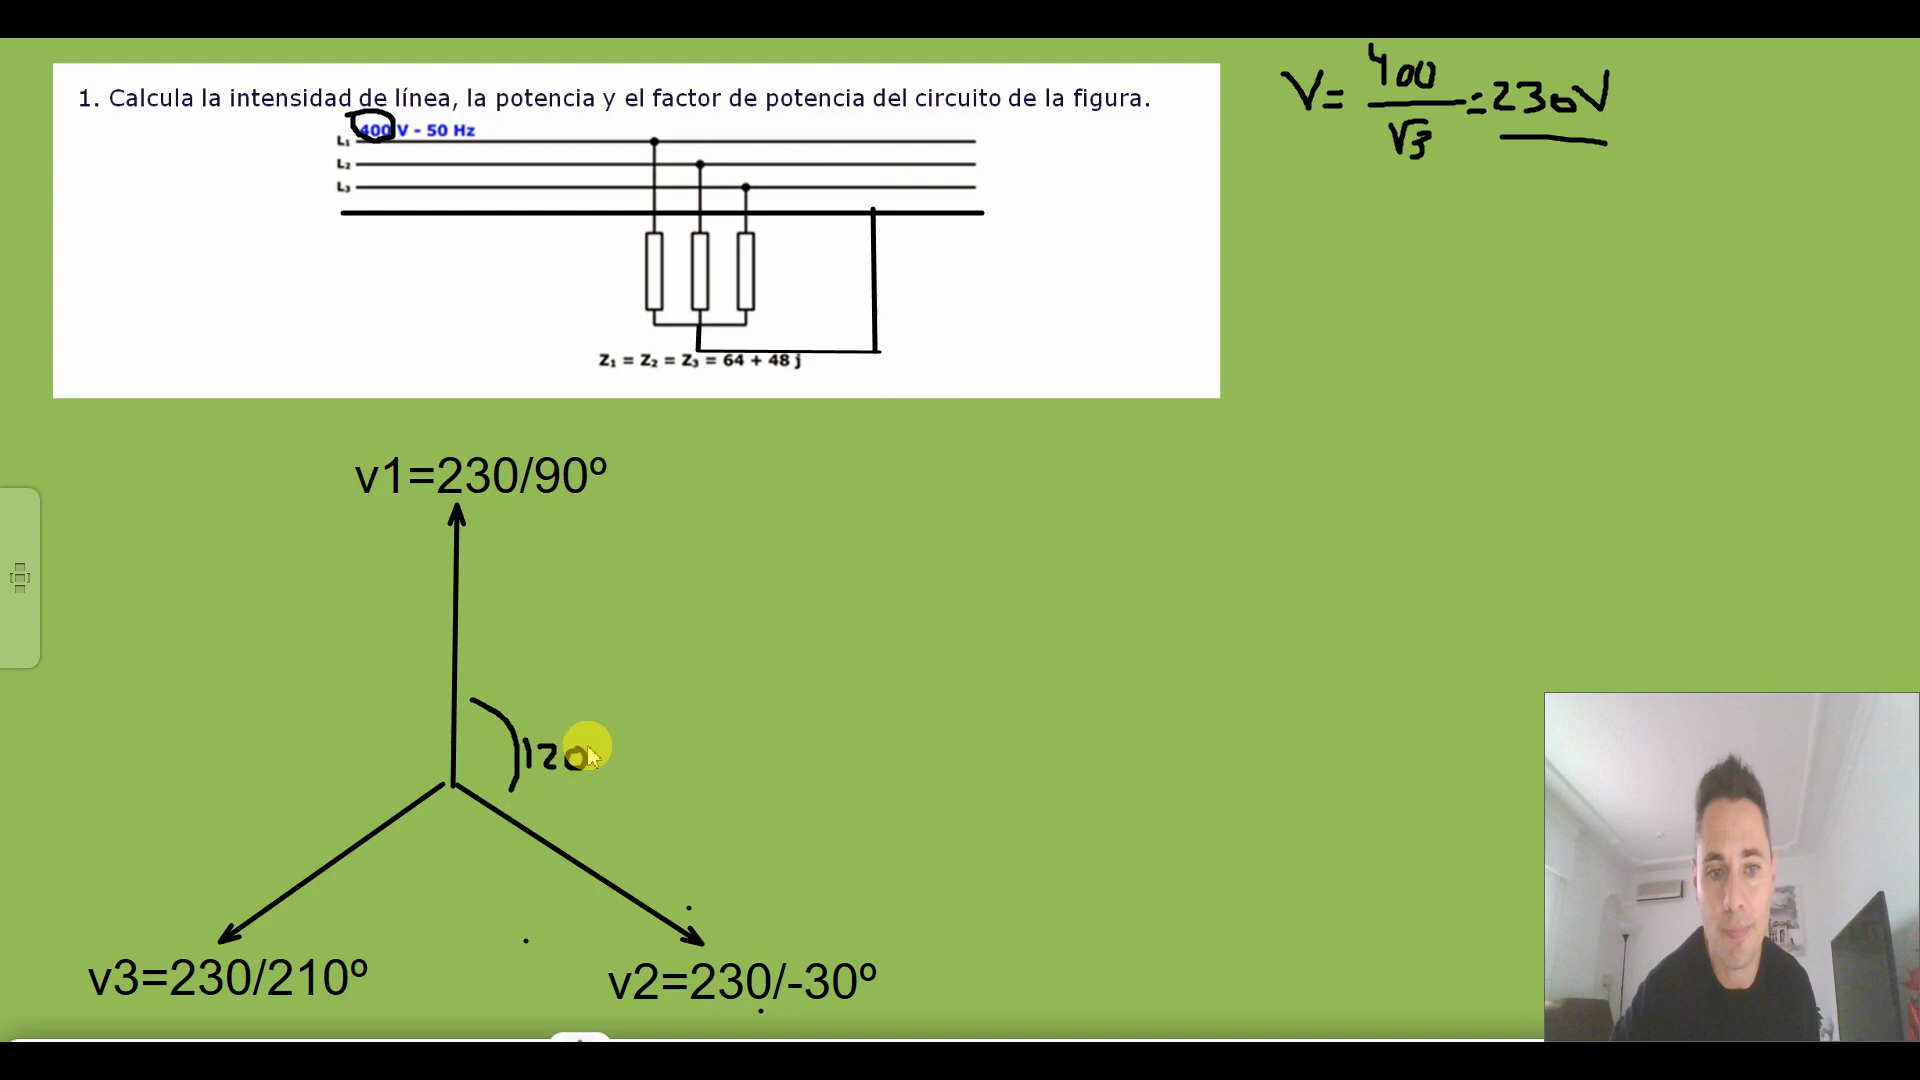 1. Calcula la intensidad de línea, la potencia y el factor de potencia del circuito de la figura.
400 V - 50 Hz
L₁
L₂
L₃
Z₁ = Z₂ = Z₃ = 64 + 48 j
V = 400/√3 = 230V
v1=230/90º
120
v3=230/210º
v2=230/-30º